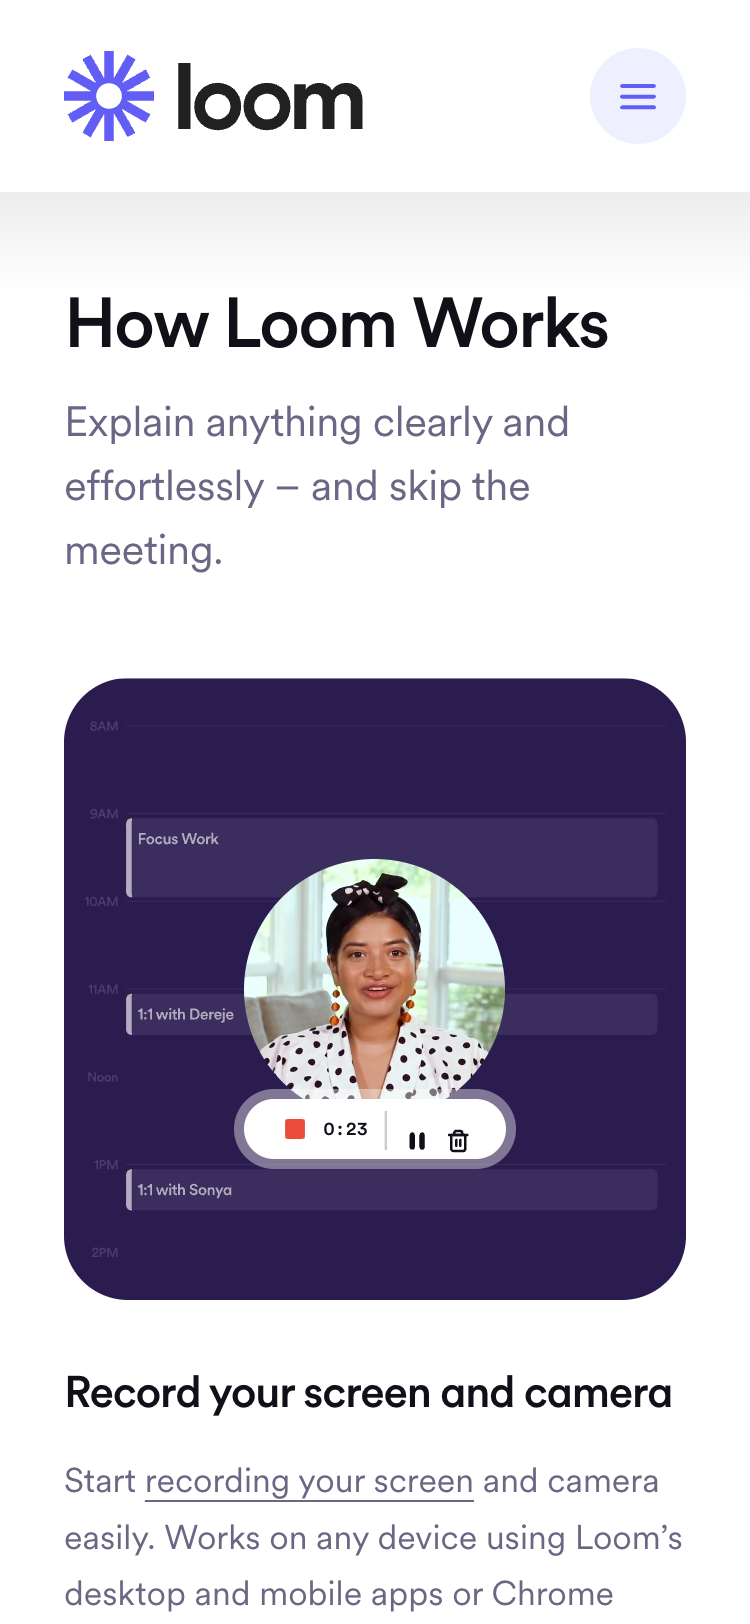 loom
How Loom Works
Explain anything clearly and
effortlessly – and skip the
meeting.
8AM
9AM
Focus Work
10AM
11AM
1:1 with Dereje
Noon
0:23
1PM
1:1 with Sonya
2PM
Record your screen and camera
Start recording your screen and camera
easily. Works on any device using Loom’s
desktop and mobile apps or Chrome